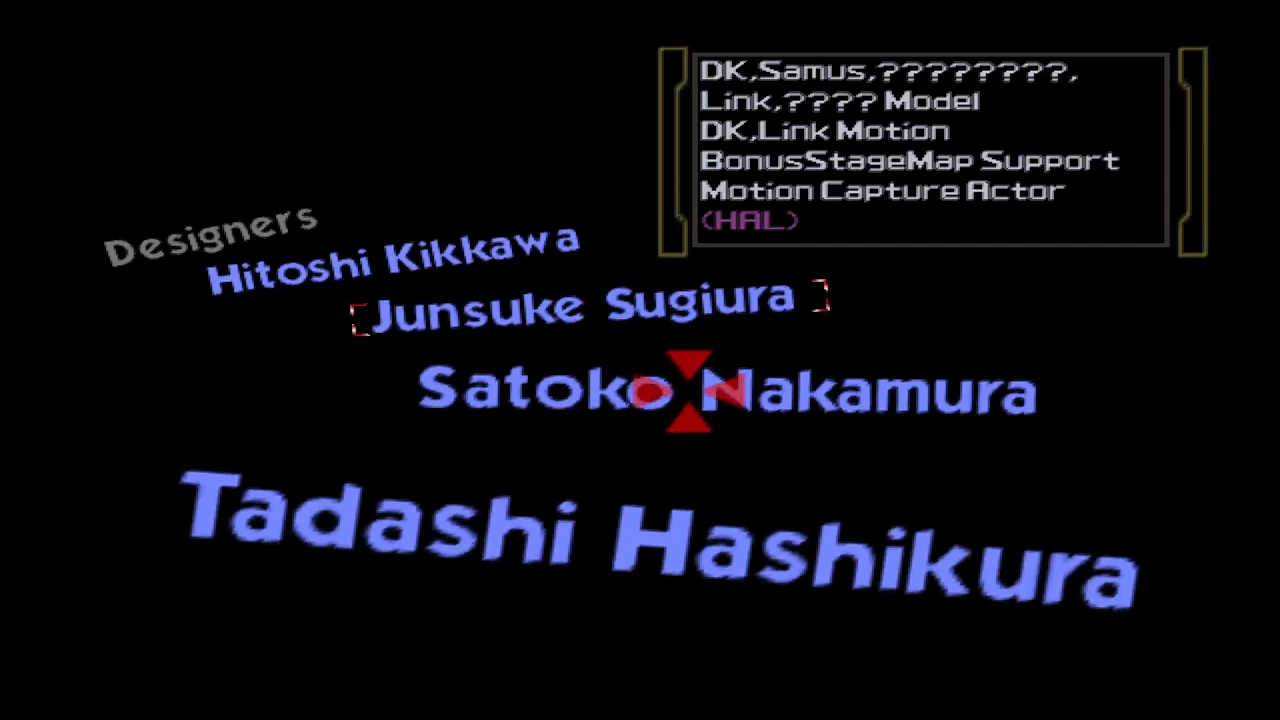 DK,Samus,????????,
Link,???? Model
DK,Link Motion
BonusStageMap Support
Motion Capture Actor
(HAL)
Designers
Hitoshi Kikkawa
Junsuke Sugiura
Satoko Nakamura
Tadashi Hashikura